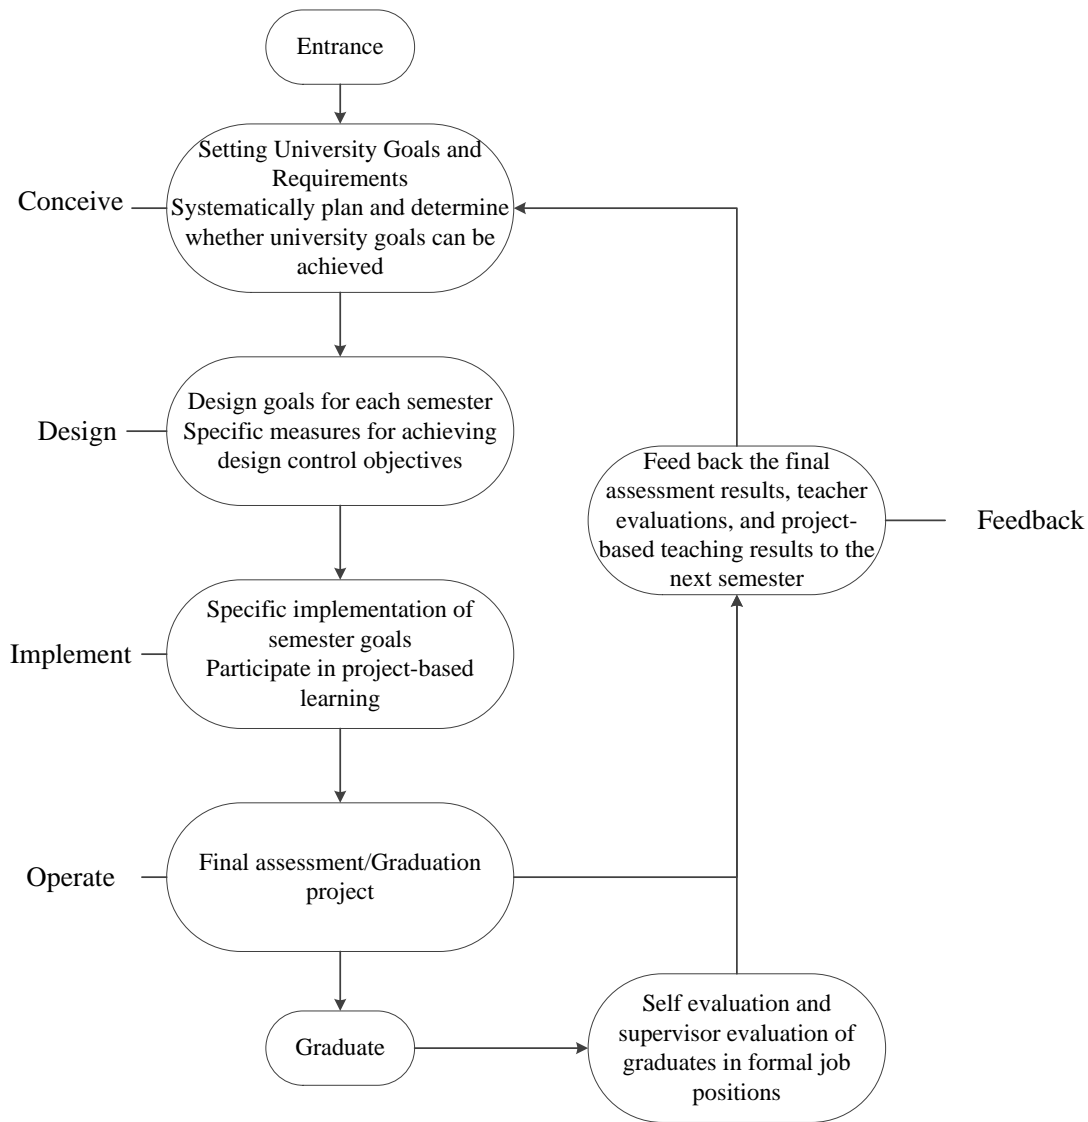 Entrance
Setting University Goals and
Requirements
Systematically plan and determine
whether university goals can be
achieved
Conceive
Design goals for each semester
Specific measures for achieving
design control objectives
Design
Feed back the final
assessment results, teacher
evaluations, and project-
based teaching results to the
next semester
Feedback
Specific implementation of
semester goals
Participate in project-based
learning
Implement
Final assessment/Graduation
project
Operate
Graduate
Self evaluation and
supervisor evaluation of
graduates in formal job
positions